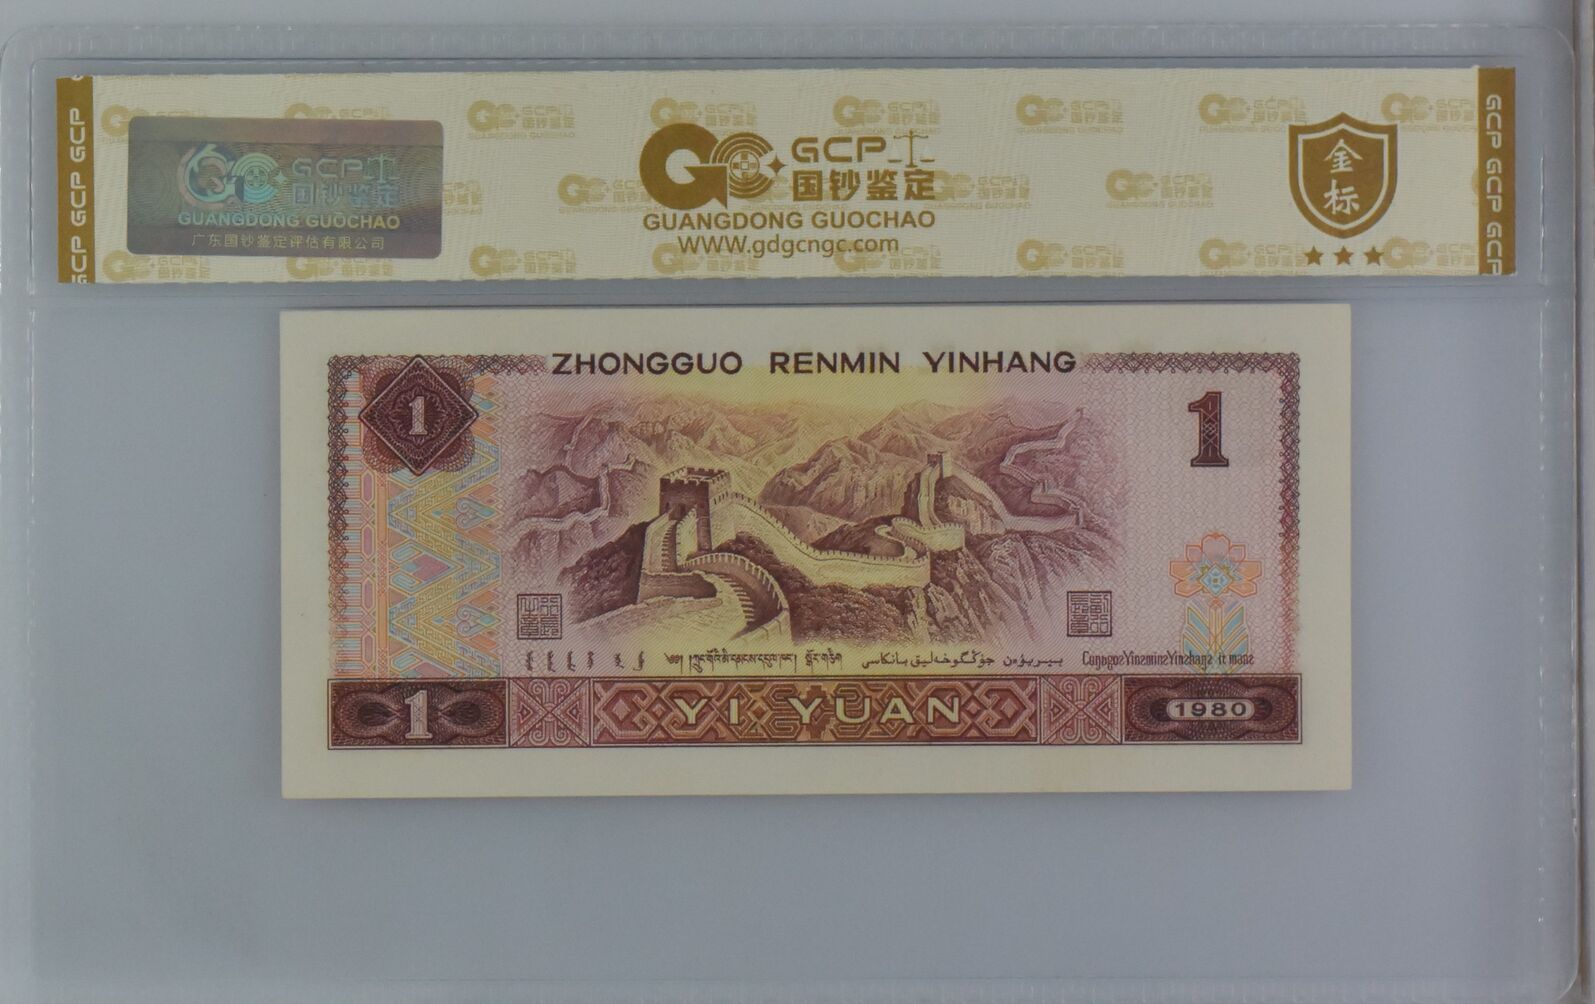 GCP
国钞鉴定
GUANGDONG GUOCHAO
广东国钞鉴定评估有限公司
GCP
国钞鉴定
GUANGDONG GUOCHAO
WWW.gdgcngc.com
金
标
GCP GCP GCP
GCP GCP GCP
ZHONGGUO RENMIN YINHANG
1
1
1
YI YUAN
1980